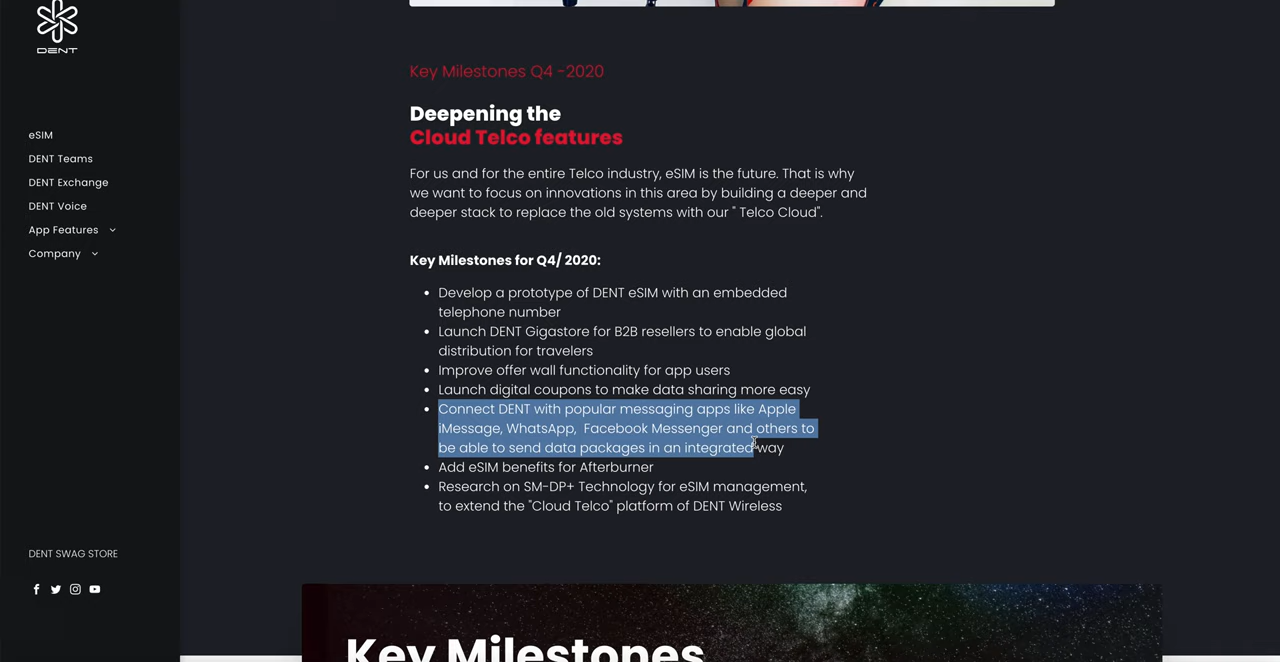 DENT
eSIM
DENT Teams
DENT Exchange
DENT Voice
App Features
Company
DENT SWAG STORE
Key Milestones Q4 -2020
Deepening the
Cloud Telco features
For us and for the entire Telco industry, eSIM is the future. That is why
we want to focus on innovations in this area by building a deeper and
deeper stack to replace the old systems with our " Telco Cloud".
Key Milestones for Q4/ 2020:
• Develop a prototype of DENT eSIM with an embedded
telephone number
• Launch DENT Gigastore for B2B resellers to enable global
distribution for travelers
• Improve offer wall functionality for app users
• Launch digital coupons to make data sharing more easy
• Connect DENT with popular messaging apps like Apple
iMessage, WhatsApp,  Facebook Messenger and others to
be able to send data packages in an integrated way
• Add eSIM benefits for Afterburner
• Research on SM-DP+ Technology for eSIM management,
to extend the "Cloud Telco" platform of DENT Wireless
Key Milestones